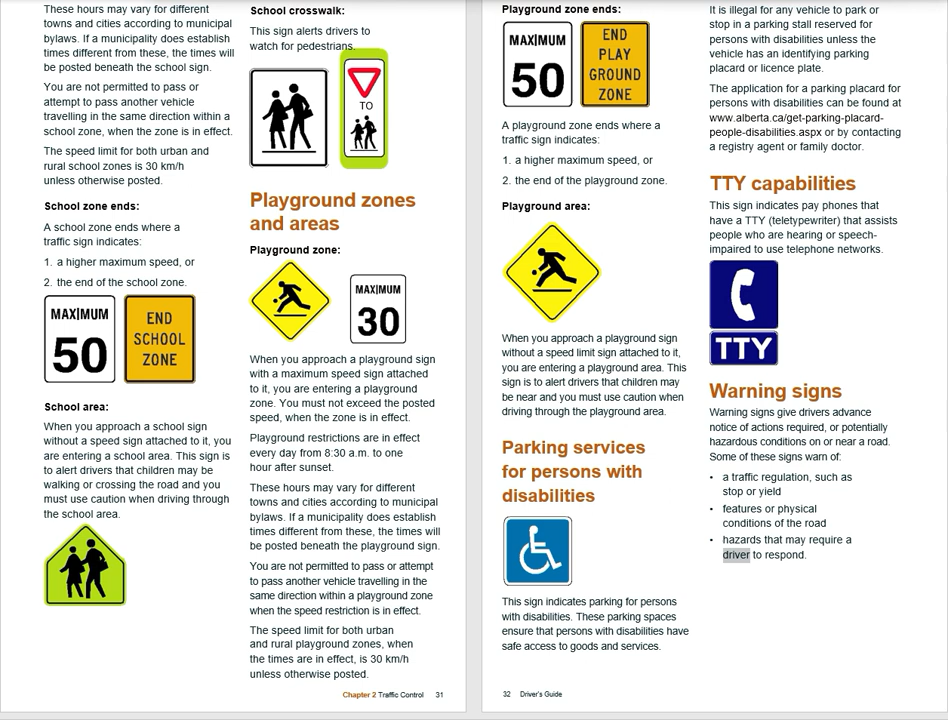 These hours may vary for different
towns and cities according to municipal
bylaws. If a municipality does establish
times different from these, the times will
be posted beneath the school sign.
You are not permitted to pass or
attempt to pass another vehicle
travelling in the same direction within a
school zone, when the zone is in effect.
The speed limit for both urban and
rural school zones is 30 km/h
unless otherwise posted.
School zone ends:
A school zone ends where a
traffic sign indicates:
1. a higher maximum speed, or
2. the end of the school zone.
MAXIMUM
50
END
SCHOOL
ZONE
School area:
When you approach a school sign
without a speed sign attached to it, you
are entering a school area. This sign is
to alert drivers that children may be
walking or crossing the road and you
must use caution when driving through
the school area.
School crosswalk:
This sign alerts drivers to
watch for pedestrians.
TO
Playground zones
and areas
Playground zone:
MAXIMUM
30
When you approach a playground sign
with a maximum speed sign attached
to it, you are entering a playground
zone. You must not exceed the posted
speed, when the zone is in effect.
Playground restrictions are in effect
every day from 8:30 a.m. to one
hour after sunset.
These hours may vary for different
towns and cities according to municipal
bylaws. If a municipality does establish
times different from these, the times will
be posted beneath the playground sign.
You are not permitted to pass or attempt
to pass another vehicle travelling in the
same direction within a playground zone
when the speed restriction is in effect.
The speed limit for both urban
and rural playground zones, when
the times are in effect, is 30 km/h
unless otherwise posted.
Chapter 2 Traffic Control 31
Playground zone ends:
MAXIMUM
50
END
PLAY
GROUND
ZONE
A playground zone ends where a
traffic sign indicates:
1. a higher maximum speed, or
2. the end of the playground zone.
Playground area:
When you approach a playground sign
without a speed limit sign attached to it,
you are entering a playground area. This
sign is to alert drivers that children may
be near and you must use caution when
driving through the playground area.
Parking services
for persons with
disabilities
This sign indicates parking for persons
with disabilities. These parking spaces
ensure that persons with disabilities have
safe access to goods and services.
It is illegal for any vehicle to park or
stop in a parking stall reserved for
persons with disabilities unless the
vehicle has an identifying parking
placard or licence plate.
The application for a parking placard for
persons with disabilities can be found at
www.alberta.ca/get-parking-placard-
people-disabilities.aspx or by contacting
a registry agent or family doctor.
TTY capabilities
This sign indicates pay phones that
have a TTY (teletypewriter) that assists
people who are hearing or speech-
impaired to use telephone networks.
TTY
Warning signs
Warning signs give drivers advance
notice of actions required, or potentially
hazardous conditions on or near a road.
Some of these signs warn of:
• a traffic regulation, such as
stop or yield
• features or physical
conditions of the road
• hazards that may require a
driver to respond.
32 Driver's Guide